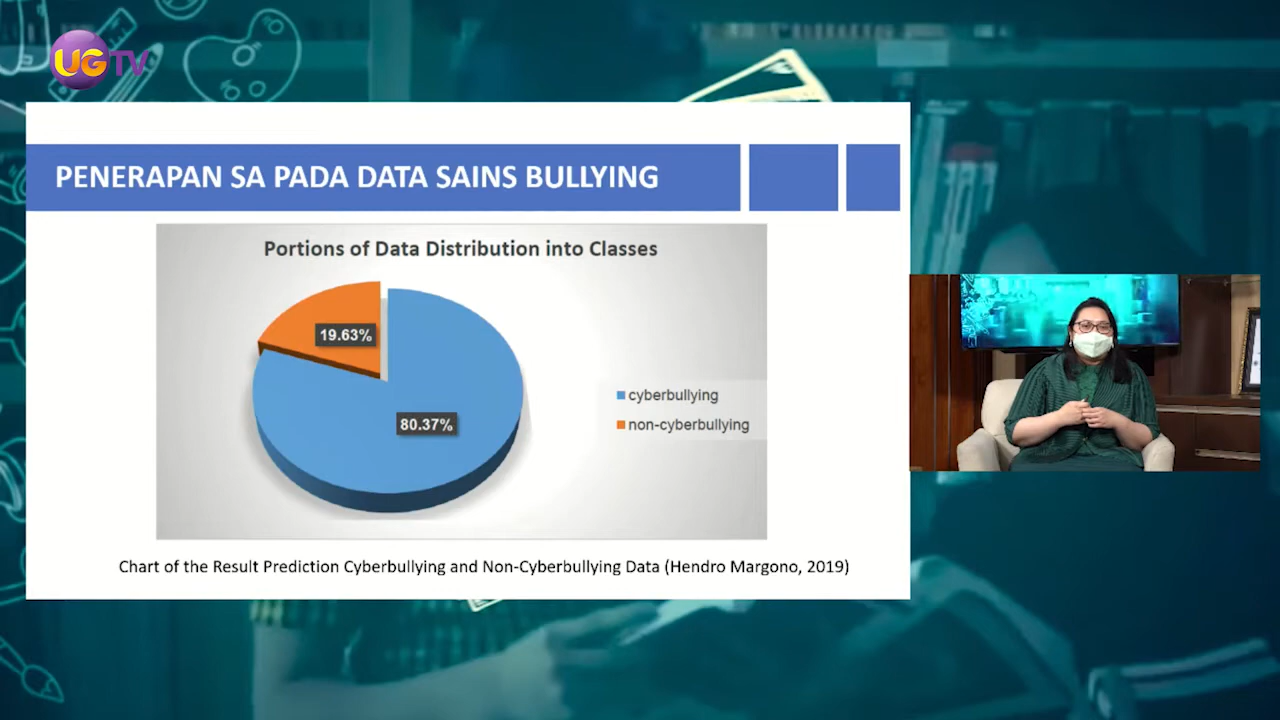 UGTV
PENERAPAN SA PADA DATA SAINS BULLYING
Portions of Data Distribution into Classes
19.63%
80.37%
cyberbullying
non-cyberbullying
Chart of the Result Prediction Cyberbullying and Non-Cyberbullying Data (Hendro Margono, 2019)